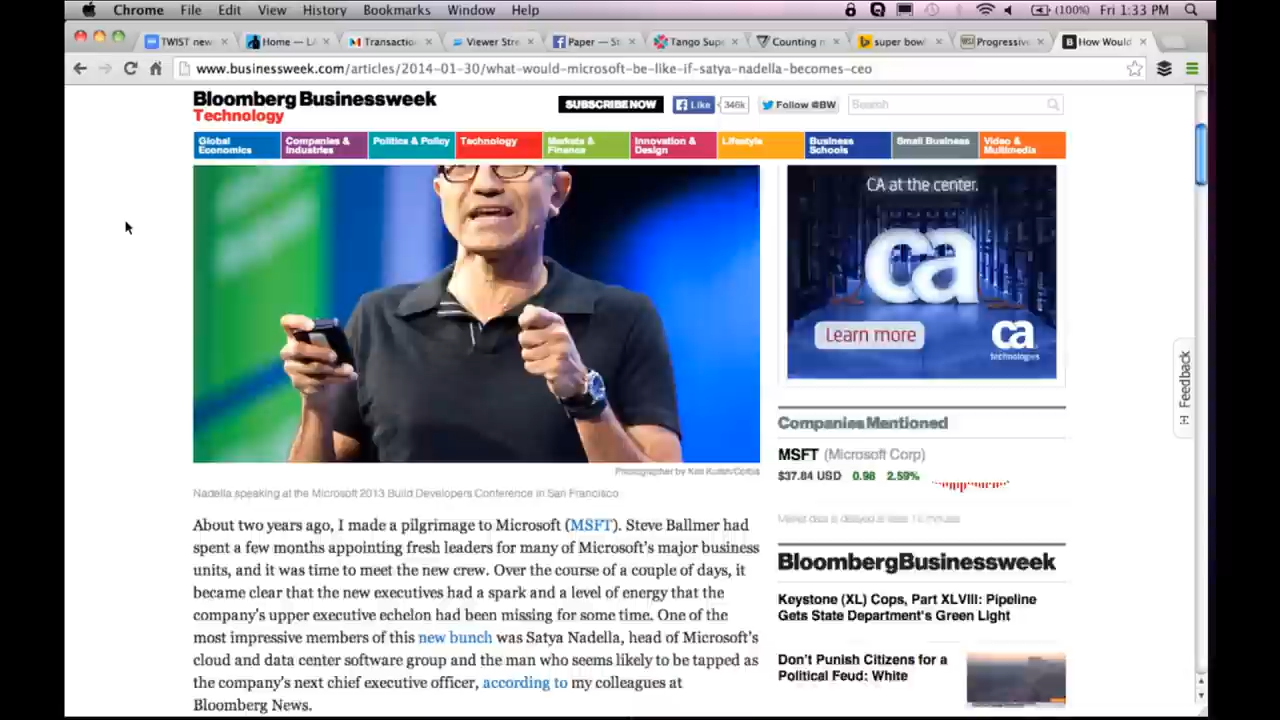 Chrome File Edit View History Bookmarks Window Help (100%) Fri 1:33 PM
TWIST new Home — L Transactio Viewer Stre Paper — St Tango Sup Counting m super bow Progressive How Would
www.businessweek.com/articles/2014-01-30/what-would-microsoft-be-like-if-satya-nadella-becomes-ceo
Bloomberg Businessweek
Technology
SUBSCRIBE NOW Like 346k Follow @BW Search
Global Economics
Companies & Industries
Politics & Policy
Technology
Markets & Finance
Innovation & Design
Lifestyle
Business Schools
Small Business
Video & Multimedia
CA at the center.
ca
Learn more
ca
technologies
Feedback
Photographer by Ken
Nadella speaking at the Microsoft 2013 Build Developers Conference in San Francisco
About two years ago, I made a pilgrimage to Microsoft (MSFT). Steve Ballmer had
spent a few months appointing fresh leaders for many of Microsoft's major business
units, and it was time to meet the new crew. Over the course of a couple of days, it
became clear that the new executives had a spark and a level of energy that the
company's upper executive echelon had been missing for some time. One of the
most impressive members of this new bunch was Satya Nadella, head of Microsoft's
cloud and data center software group and the man who seems likely to be tapped as
the company's next chief executive officer, according to my colleagues at
Bloomberg News.
Companies Mentioned
MSFT (Microsoft Corp)
$37.84 USD 0.98 2.59%
Market data is delayed at least 15 minutes
BloombergBusinessweek
Keystone (XL) Cops, Part XLVIII: Pipeline
Gets State Department's Green Light
Don't Punish Citizens for a
Political Feud: White